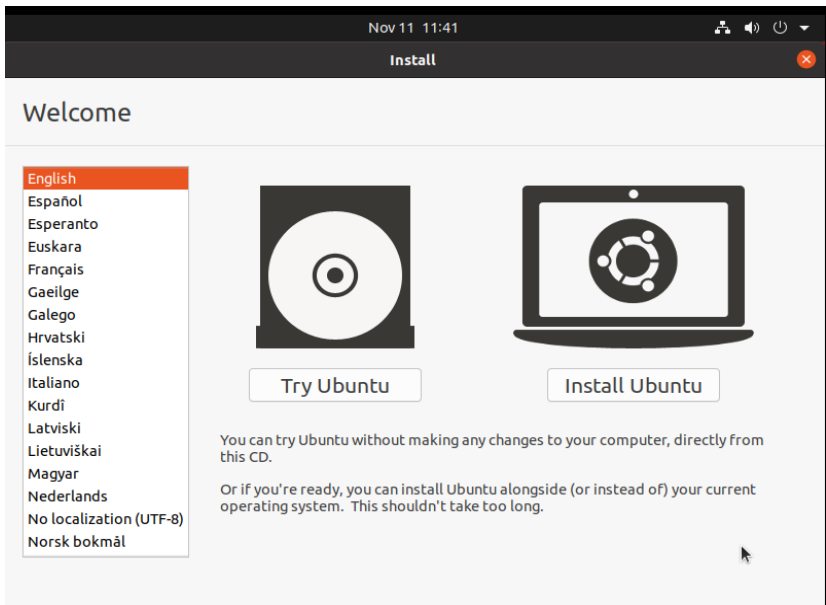 Nov 11 11:41
Install
Welcome
English
Español
Esperanto
Euskara
Français
Gaeilge
Galego
Hrvatski
Íslenska
Italiano
Kurdî
Latviski
Lietuviškai
Magyar
Nederlands
No localization (UTF-8)
Norsk bokmål
Try Ubuntu
Install Ubuntu
You can try Ubuntu without making any changes to your computer, directly from
this CD.
Or if you're ready, you can install Ubuntu alongside (or instead of) your current
operating system. This shouldn't take too long.